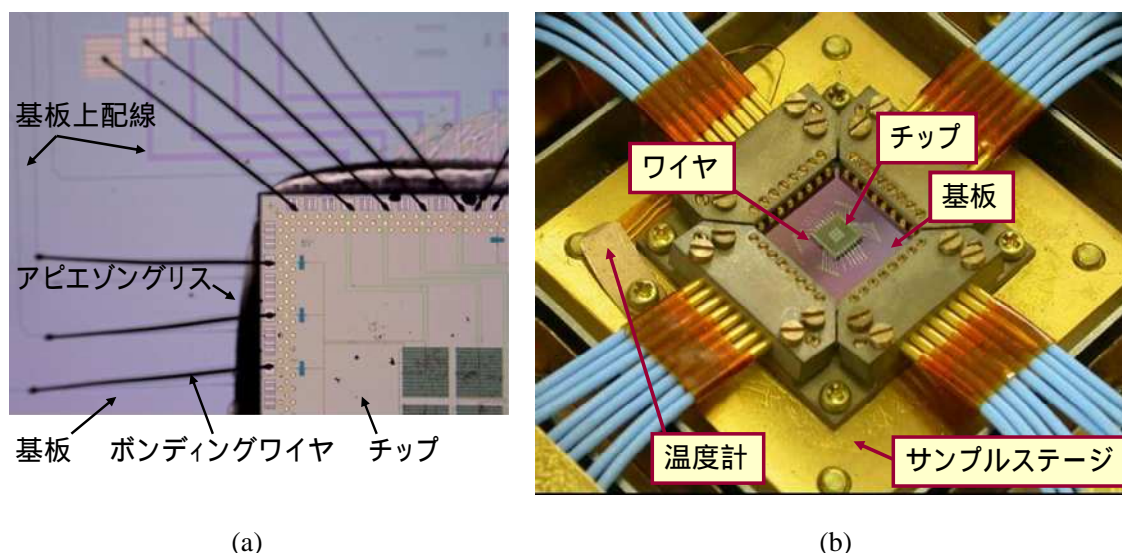 基板上配線
アピエゾングリス
基板
ボンディングワイヤ
チップ
(a)
ワイヤ
チップ
基板
温度計
サンプルステージ
(b)